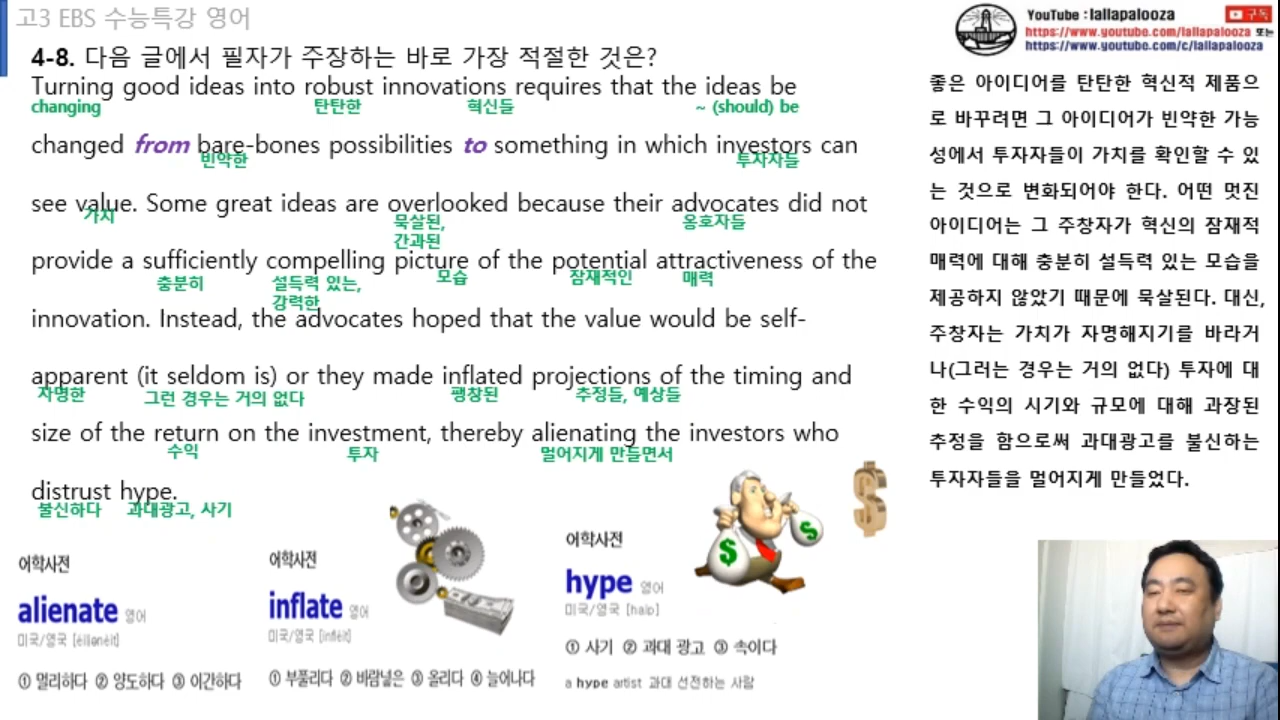 고3 EBS 수능특강 영어
YouTube : lallapalooza
구독
https://www.youtube.com/lallapalooza 또는
https://www.youtube.com/c/lallapalooza
4-8. 다음 글에서 필자가 주장하는 바로 가장 적절한 것은?
Turning good ideas into robust innovations requires that the ideas be
changing 탄탄한 혁신들 ~ (should) be
changed from bare-bones possibilities to something in which investors can
빈약한 투자자들
see value. Some great ideas are overlooked because their advocates did not
가치 묵살된, 옹호자들
간과된
provide a sufficiently compelling picture of the potential attractiveness of the
충분히 설득력 있는, 모습 잠재적인 매력
강력한
innovation. Instead, the advocates hoped that the value would be self-
apparent (it seldom is) or they made inflated projections of the timing and
자명한 그런 경우는 거의 없다 팽창된 추정들, 예상들
size of the return on the investment, thereby alienating the investors who
수익 투자 멀어지게 만들면서
distrust hype.
불신하다 과대광고, 사기
좋은 아이디어를 탄탄한 혁신적 제품으
로 바꾸려면 그 아이디어가 빈약한 가능
성에서 투자자들이 가치를 확인할 수 있
는 것으로 변화되어야 한다. 어떤 멋진
아이디어는 그 주창자가 혁신의 잠재적
매력에 대해 충분히 설득력 있는 모습을
제공하지 않았기 때문에 묵살된다. 대신,
주창자는 가치가 자명해지기를 바라거
나(그러는 경우는 거의 없다) 투자에 대
한 수익의 시기와 규모에 대해 과장된
추정을 함으로써 과대광고를 불신하는
투자자들을 멀어지게 만들었다.
어학사전
alienate 영어
미국/영국 [éiljənèit]
① 멀리하다 ② 양도하다 ③ 이간하다
어학사전
inflate 영어
미국/영국 [infléit]
① 부풀리다 ② 바람넣은 ③ 올리다 ④ 늘어나다
어학사전
hype 영어
미국/영국 [haip]
① 사기 ② 과대 광고 ③ 속이다
a hype artist 과대 선전하는 사람